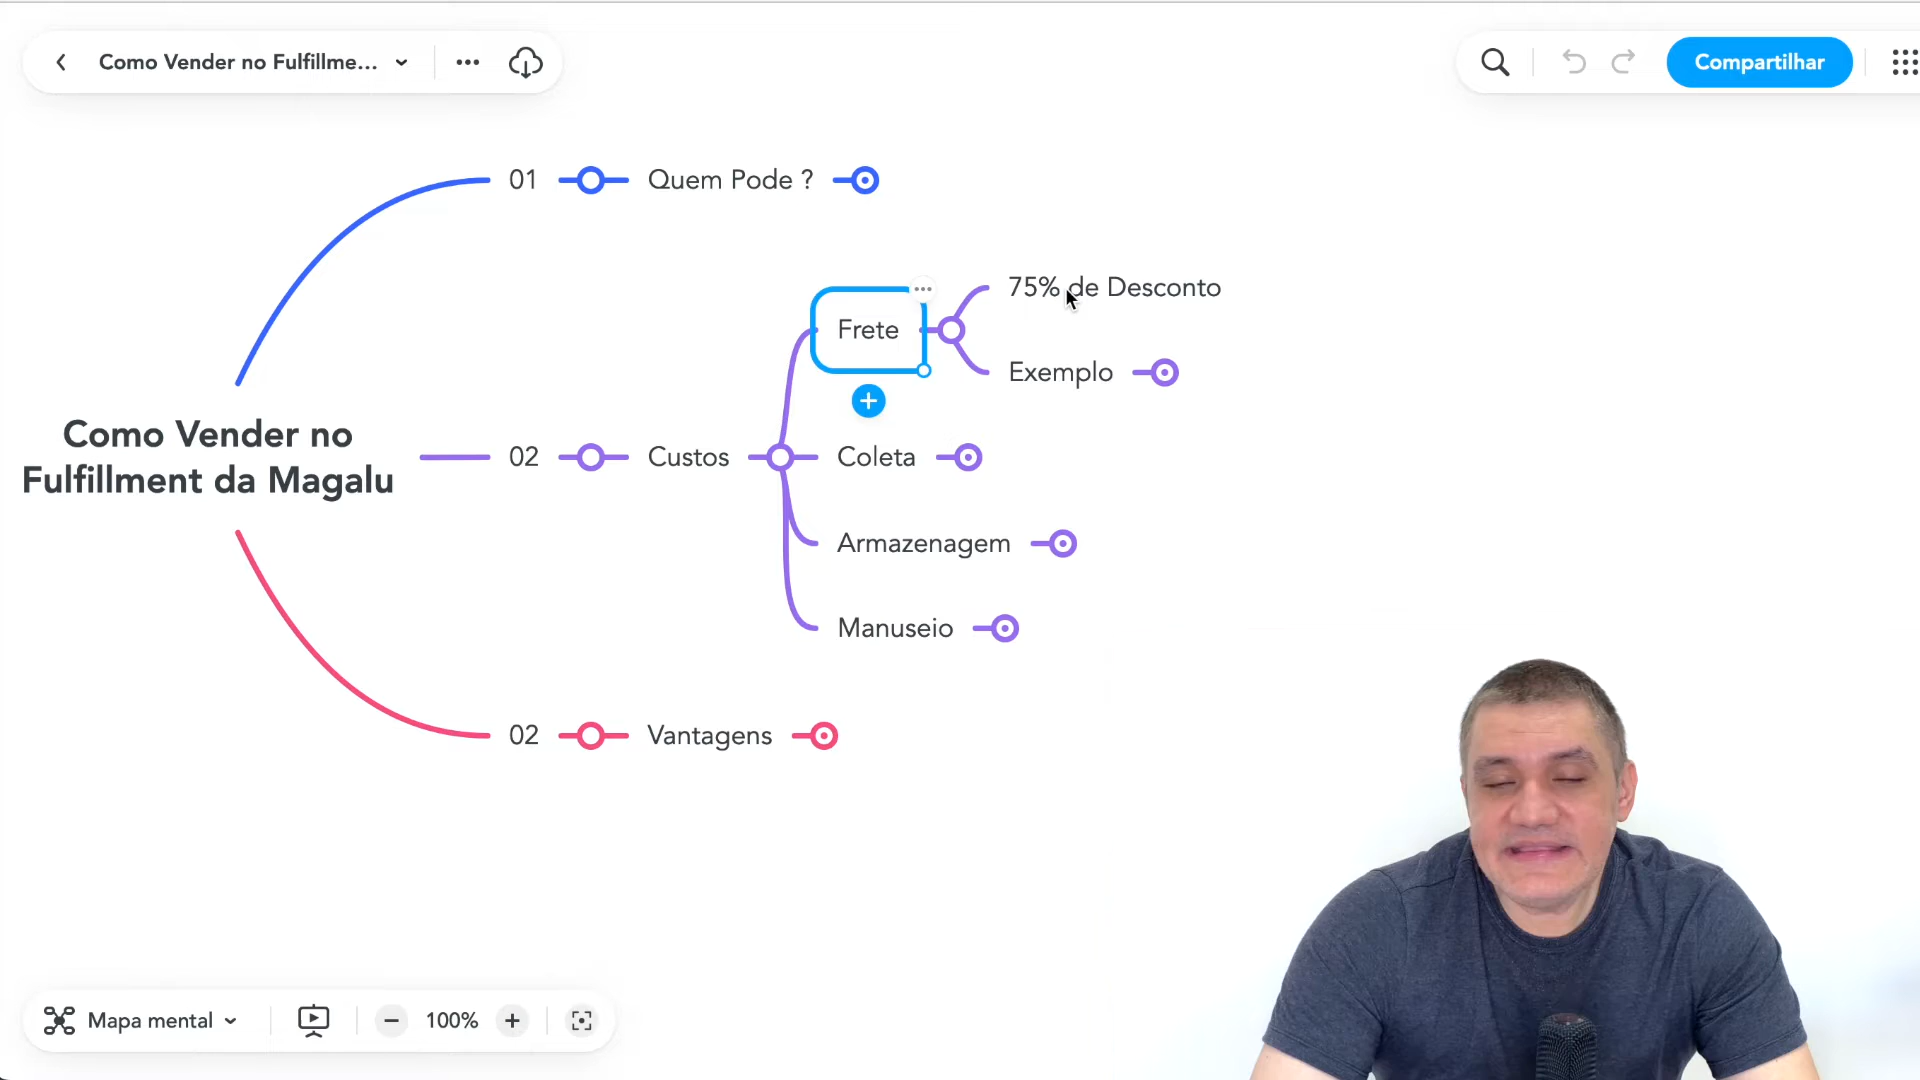 Como Vender no Fulfillme...
Compartilhar
01
Quem Pode ?
75% de Desconto
Frete
Exemplo
Como Vender no
Fulfillment da Magalu
02
Custos
Coleta
Armazenagem
Manuseio
02
Vantagens
Mapa mental
100%